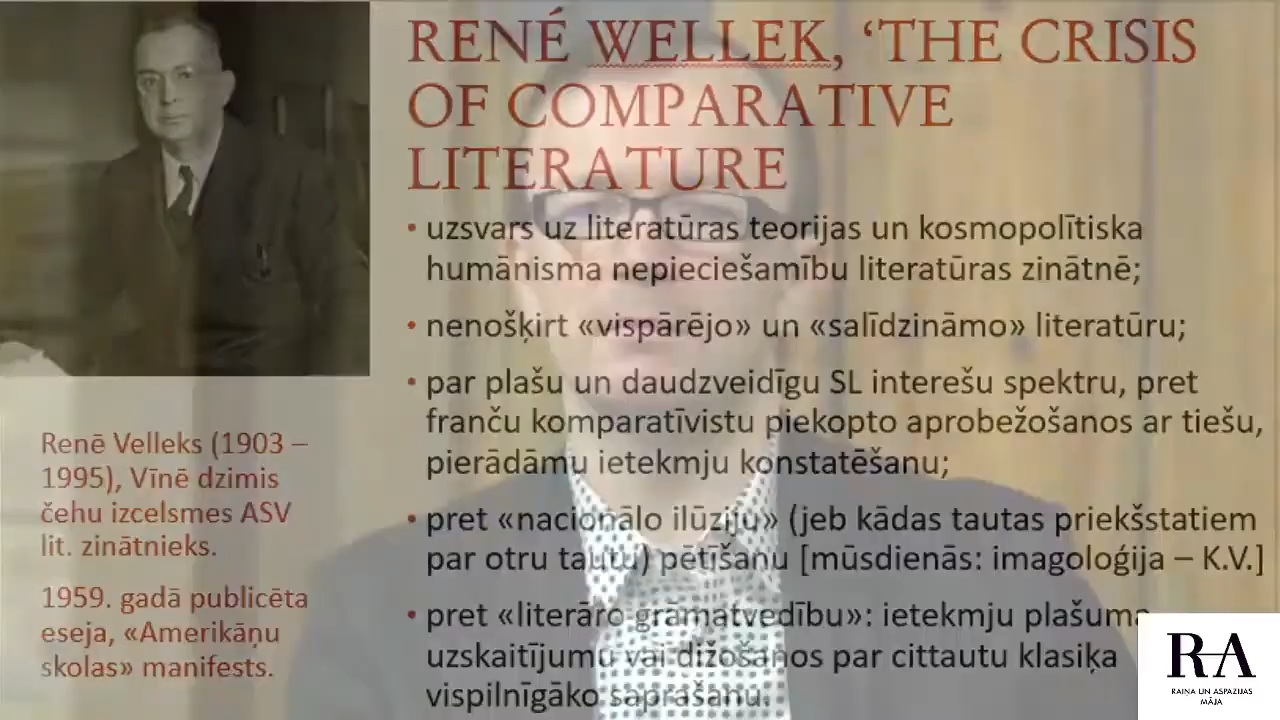 RENÉ WELLEK, ‘THE CRISIS
OF COMPARATIVE
LITERATURE
• uzsvars uz literatūras teorijas un kosmopolītiska
humānisma nepieciešamību literatūras zinātnē;
• nenošķirt «vispārējo» un «salīdzināmo» literatūru;
• par plašu un daudzveidīgu SL interešu spektru, pret
franču komparatīvistu piekopto aprobežošanos ar tiešu,
pierādāmu ietekmju konstatēšanu;
• pret «nacionālo ilūziju» (jeb kādas tautas priekšstatiem
par otru tautu) pētīšanu [mūsdienās: imagoloģija – K.V.]
• pret «literāro grāmatvedību»: ietekmju plašuma
uzskaitījumu vai dižošanos par cittautu klasiķa
vispilnīgāko saprašanu.
Renē Velleks (1903 –
1995), Vīnē dzimis
čehu izcelsmes ASV
lit. zinātnieks.
1959. gadā publicēta
eseja, «Amerikāņu
skolas» manifests.
R-A
RAIŅA UN ASPAZIJAS
MĀJA